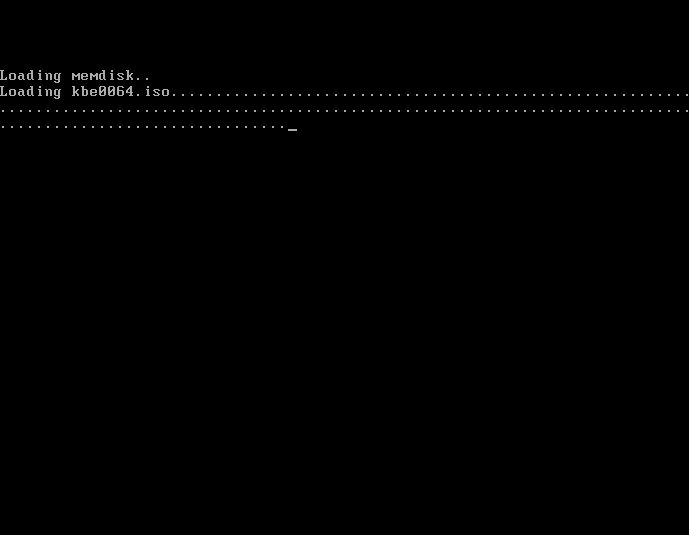 Loading memdisk..
Loading kbe0064.iso..........................................................
.............................................................................
................................_